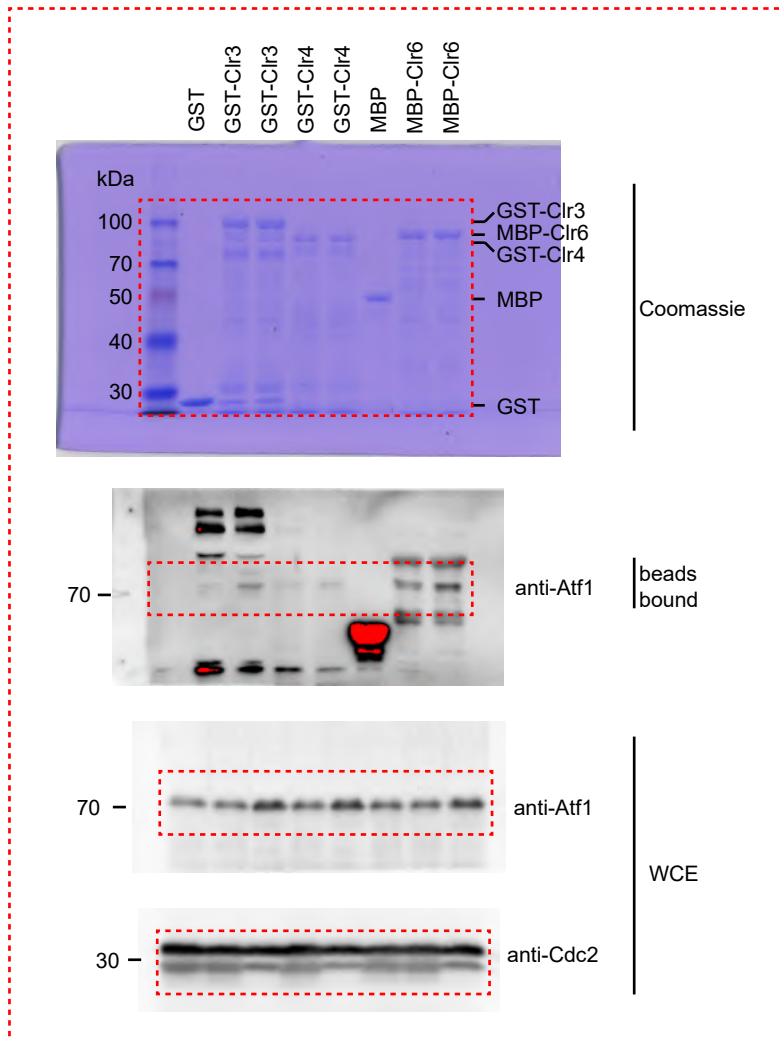 GST
GST-Clr3
GST-Clr3
GST-Clr4
GST-Clr4
MBP
MBP-Clr6
MBP-Clr6
kDa
100
70
50
40
30
GST-Clr3
MBP-Clr6
GST-Clr4
MBP
GST
Coomassie
70
anti-Atf1
beads
bound
70
anti-Atf1
WCE
30
anti-Cdc2